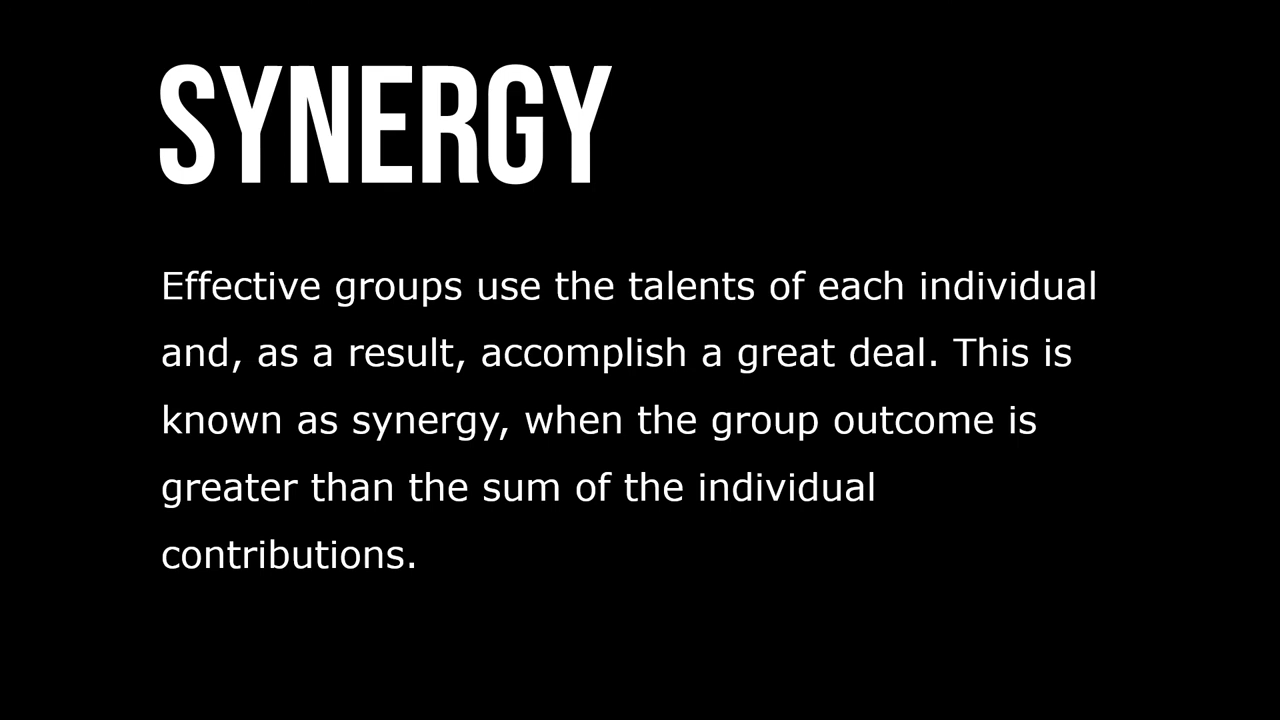 SYNERGY
Effective groups use the talents of each individual
and, as a result, accomplish a great deal. This is
known as synergy, when the group outcome is
greater than the sum of the individual
contributions.